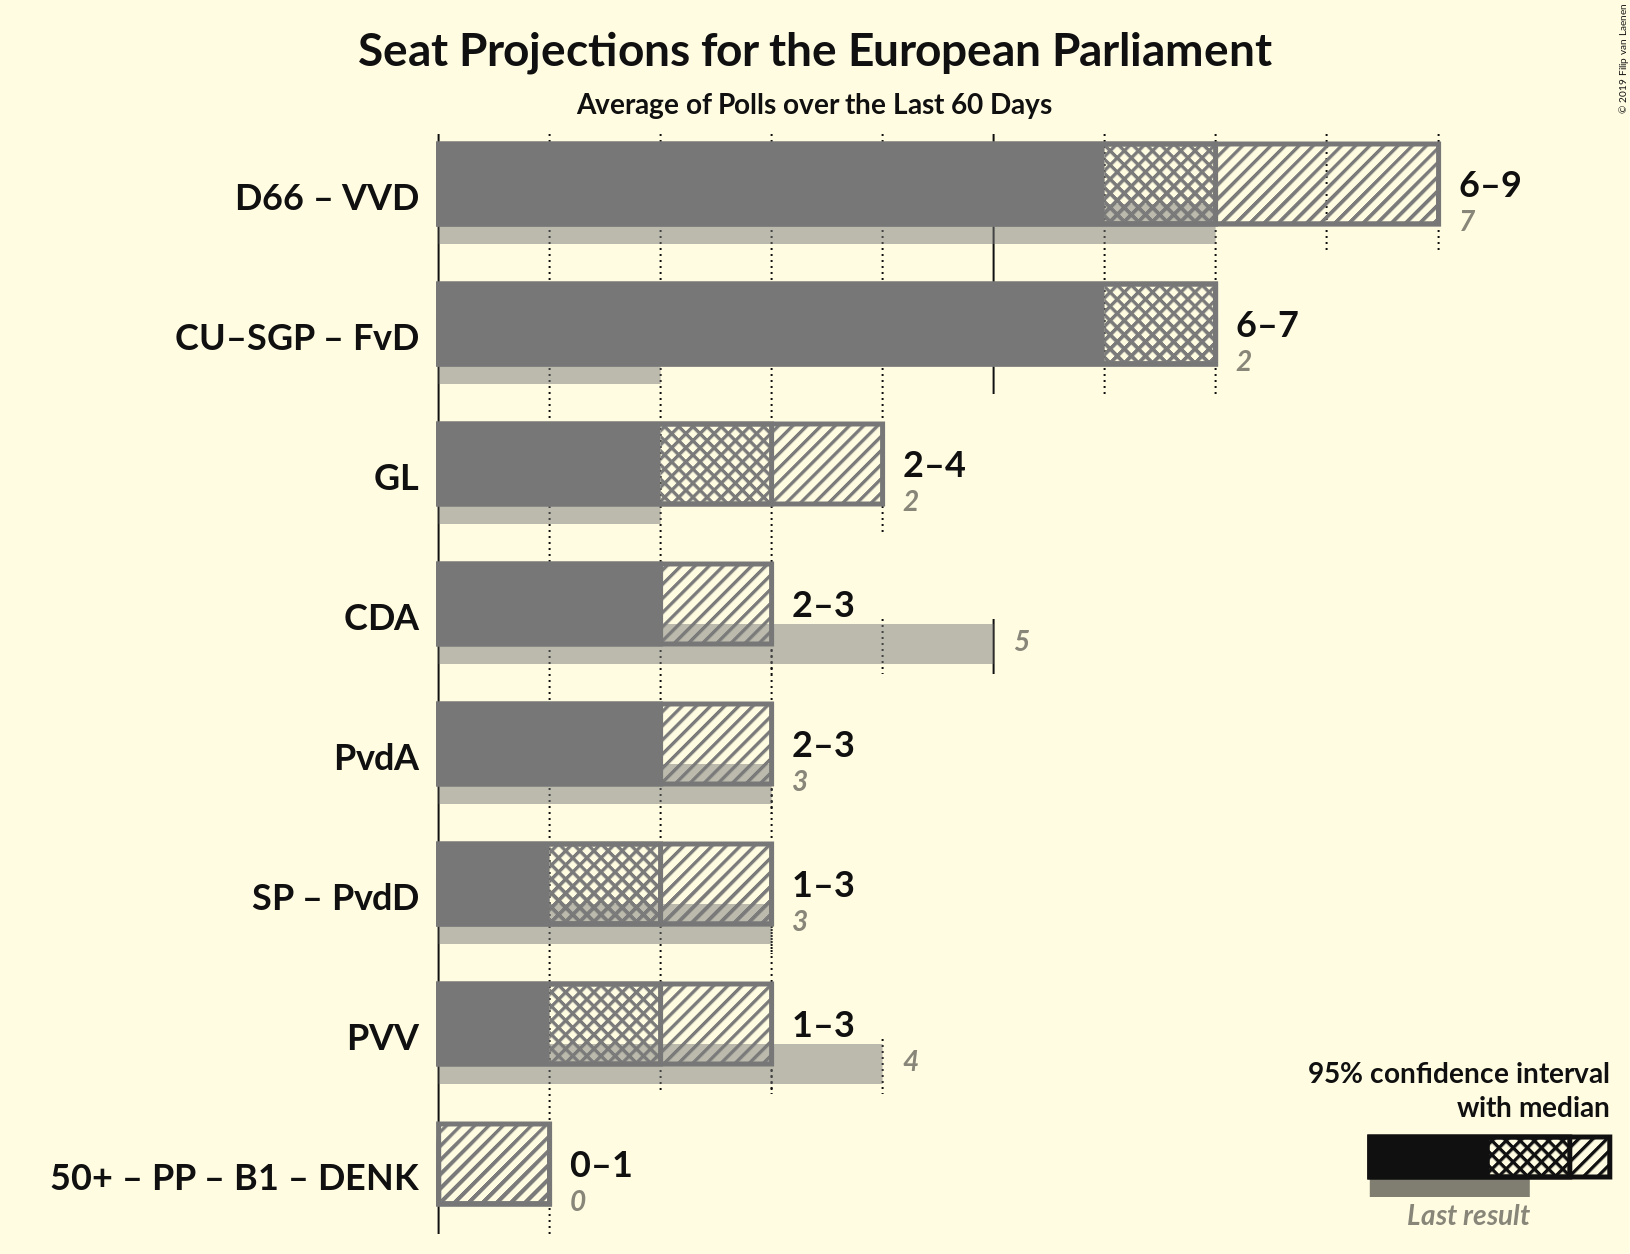 Seat Projections for the European Parliament
Average of Polls over the Last 60 Days
© 2019 Filip van Laenen
D66 – VVD
6–9
7
CU–SGP – FvD
6–7
2
GL
2–4
2
CDA
2–3
5
PvdA
2–3
3
SP – PvdD
1–3
3
PVV
1–3
4
50+ – PP – B1 – DENK
0–1
0
95% confidence interval
with median
Last result